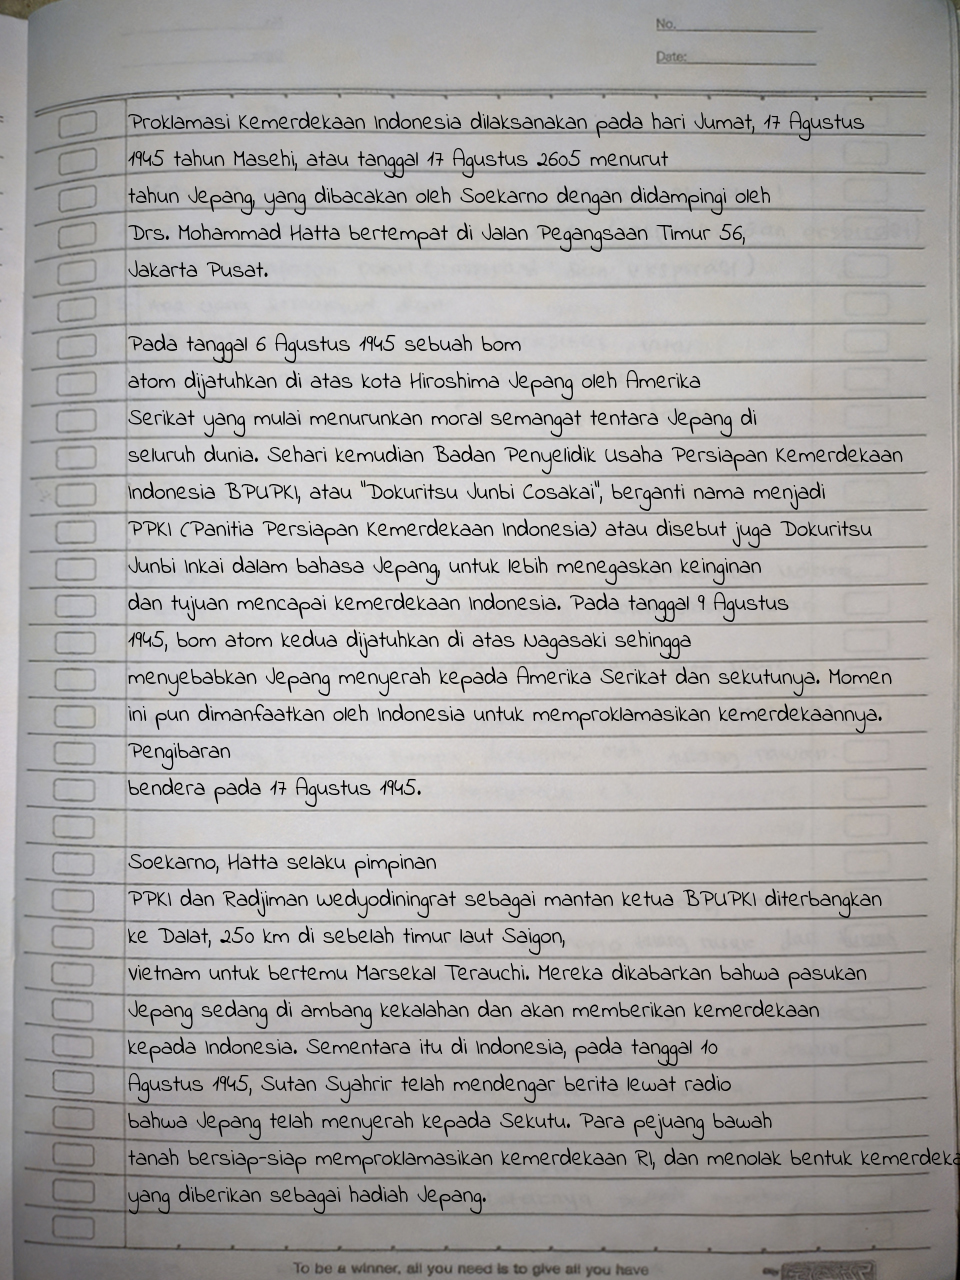 No.
Date:
Proklamasi Kemerdekaan Indonesia dilaksanakan pada hari Jumat, 17 Agustus
1945 tahun Masehi, atau tanggal 17 Agustus 2605 menurut
tahun Jepang, yang dibacakan oleh Soekarno dengan didampingi oleh
Drs. Mohammad Hatta bertempat di Jalan Pegangsaan Timur 56,
Jakarta Pusat.
Pada tanggal 6 Agustus 1945 sebuah bom
atom dijatuhkan di atas kota Hiroshima Jepang oleh Amerika
Serikat yang mulai menurunkan moral semangat tentara Jepang di
seluruh dunia. Sehari kemudian Badan Penyelidik Usaha Persiapan Kemerdekaan
Indonesia BPUPKI, atau "Dokuritsu Junbi Cosakai", berganti nama menjadi
PPKI (Panitia Persiapan Kemerdekaan Indonesia) atau disebut juga Dokuritsu
Junbi Inkai dalam bahasa Jepang, untuk lebih menegaskan keinginan
dan tujuan mencapai kemerdekaan Indonesia. Pada tanggal 9 Agustus
1945, bom atom kedua dijatuhkan di atas Nagasaki sehingga
menyebabkan Jepang menyerah kepada Amerika Serikat dan sekutunya. Momen
ini pun dimanfaatkan oleh Indonesia untuk memproklamasikan kemerdekaannya.
Pengibaran
bendera pada 17 Agustus 1945.
Soekarno, Hatta selaku pimpinan
PPKI dan Radjiman Wedyodiningrat sebagai mantan ketua BPUPKI diterbangkan
ke Dalat, 250 km di sebelah timur laut Saigon,
Vietnam untuk bertemu Marsekal Terauchi. Mereka dikabarkan bahwa pasukan
Jepang sedang di ambang kekalahan dan akan memberikan kemerdekaan
kepada Indonesia. Sementara itu di Indonesia, pada tanggal 10
Agustus 1945, Sutan Syahrir telah mendengar berita lewat radio
bahwa Jepang telah menyerah kepada Sekutu. Para pejuang bawah
tanah bersiap-siap memproklamasikan kemerdekaan RI, dan menolak bentuk kemerdeka
yang diberikan sebagai hadiah Jepang.
To be a winner, all you need is to give all you have